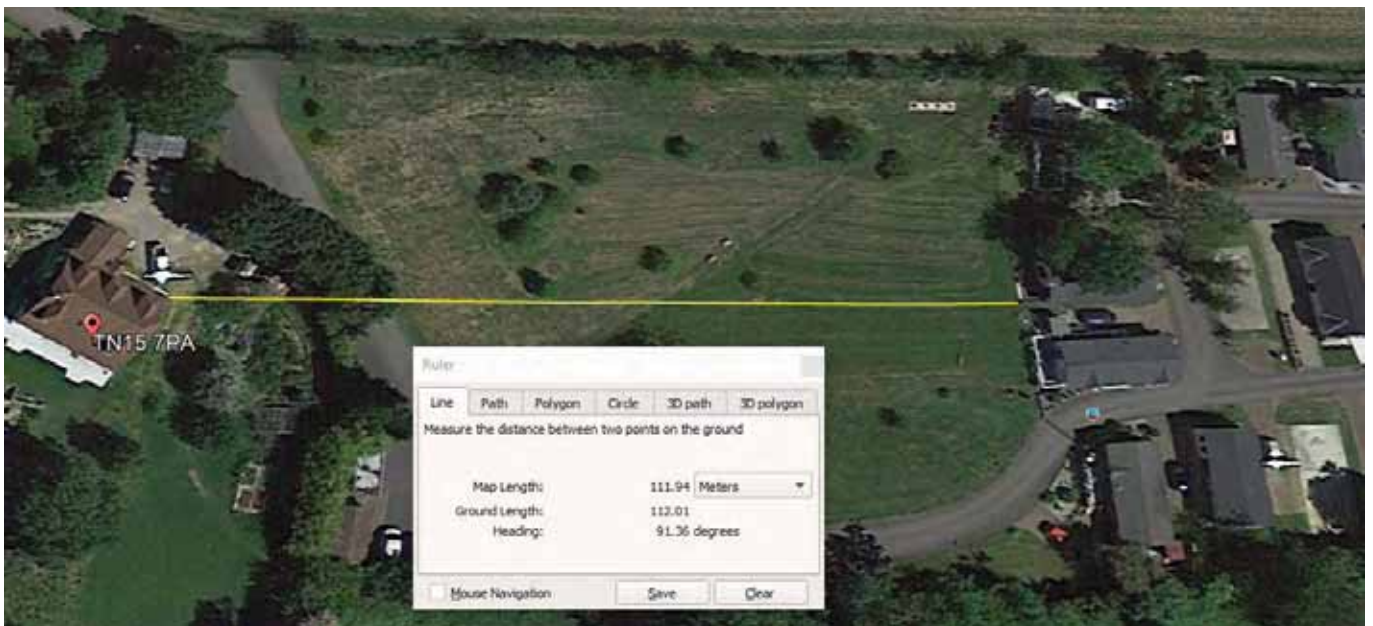 TN15 7PA
Ruler
Line Path Polygon Circle 3D path 3D polygon
Measure the distance between two points on the ground
Map Length: 111.94 Meters
Ground Length: 112.01
Heading: 91.36 degrees
Mouse Navigation Save Clear